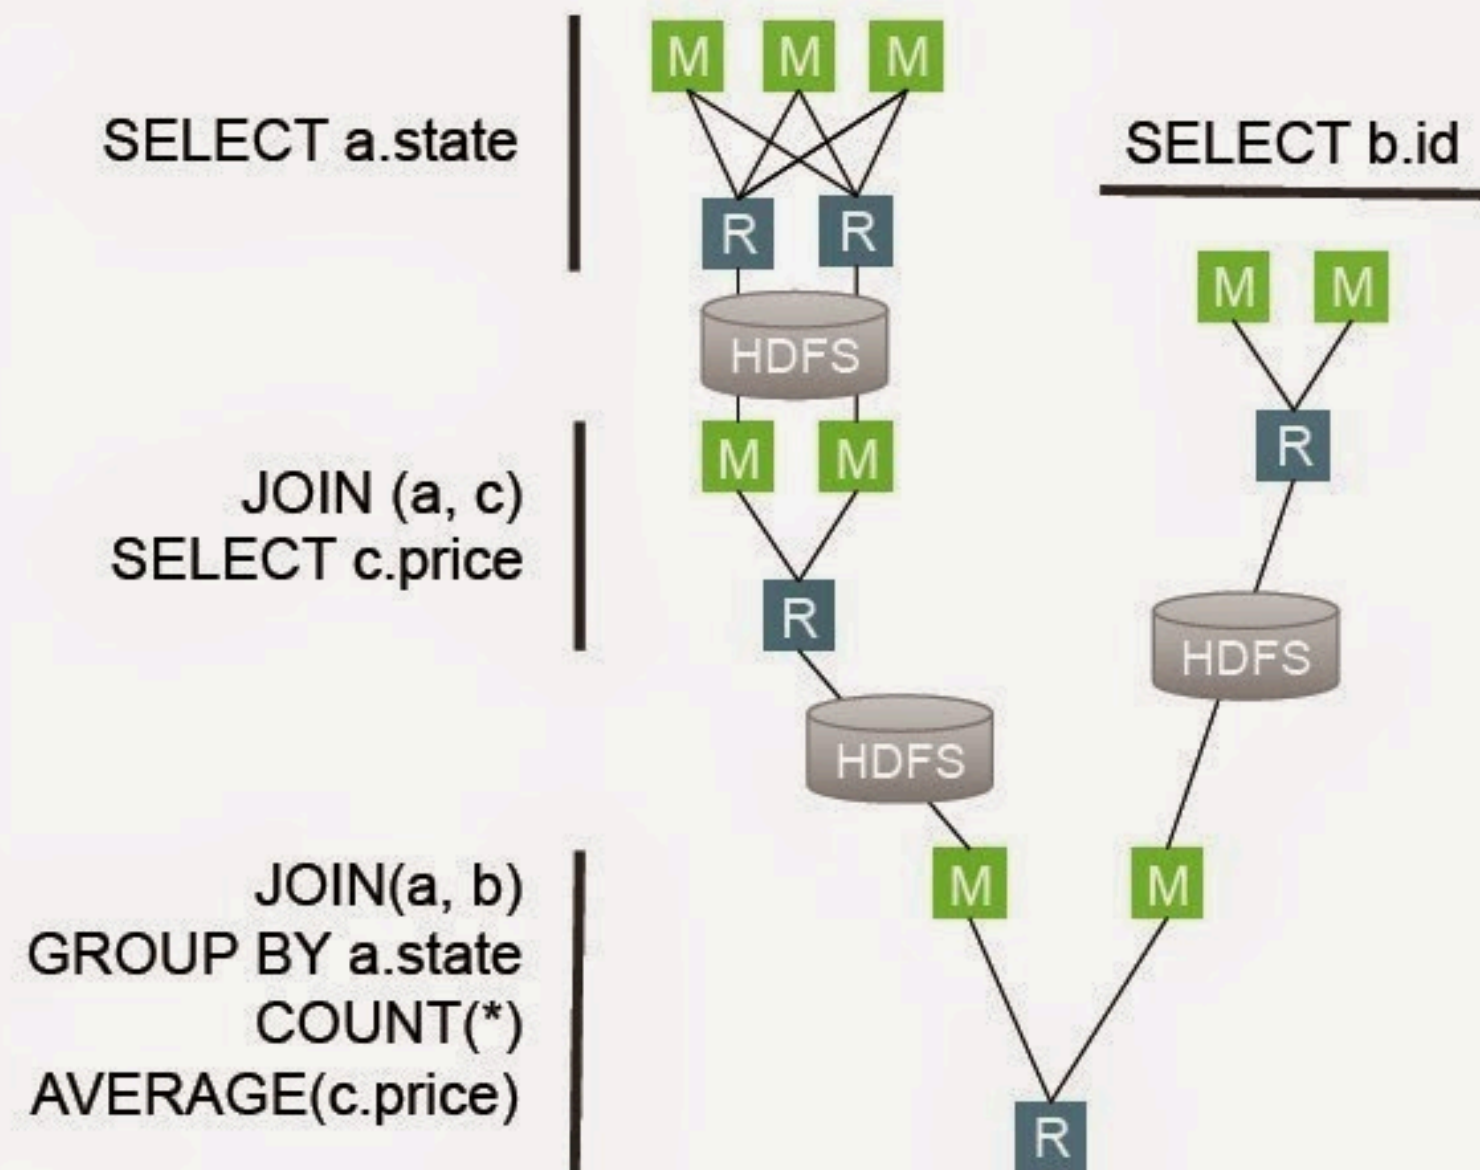 M M M
SELECT a.state
SELECT b.id
R R
M M
HDFS
R
M M
JOIN (a, c)
SELECT c.price
R
HDFS
HDFS
M M
JOIN(a, b)
GROUP BY a.state
COUNT(*)
AVERAGE(c.price)
R